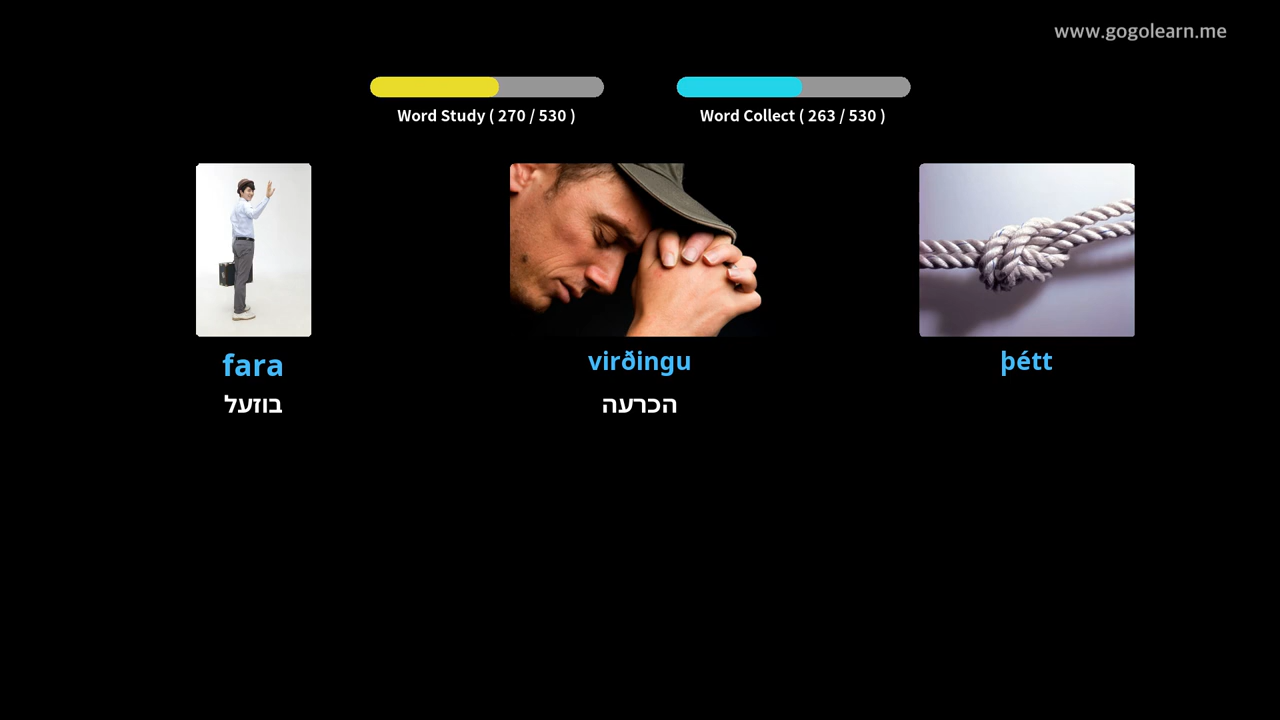 www.gogolearn.me
Word Study ( 270 / 530 )
Word Collect ( 263 / 530 )
fara
virðingu
þétt
בוזעל
הכרעה